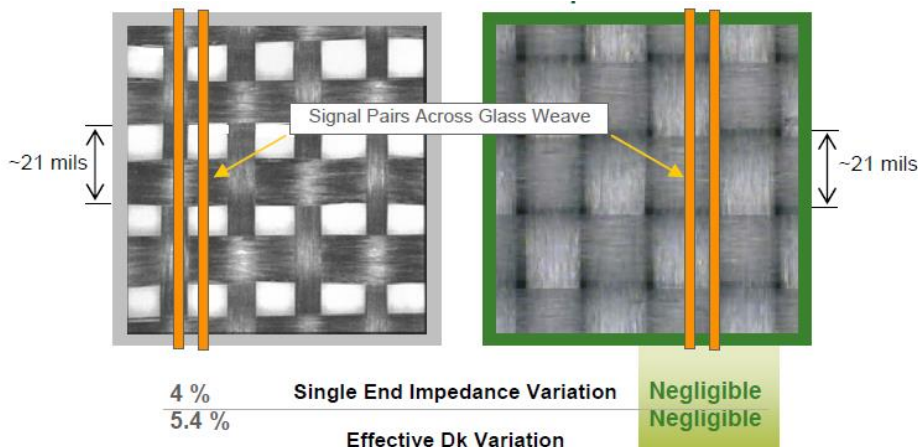 Signal Pairs Across Glass Weave
~21 mils
~21 mils
4 %
Single End Impedance Variation
Negligible
5.4 %
Effective Dk Variation
Negligible